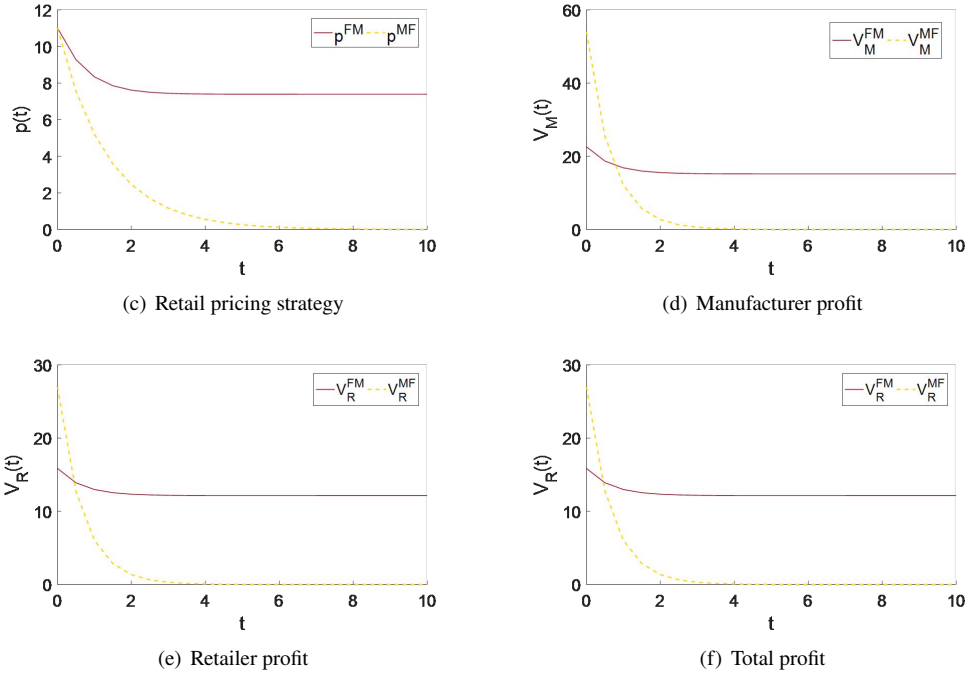 12
10
8
6
4
2
0
p(t)
p^FM p^MF
0 2 4 6 8 10
t
(c) Retail pricing strategy
60
40
20
0
V_M(t)
V_M^FM V_M^MF
0 2 4 6 8 10
t
(d) Manufacturer profit
30
20
10
0
V_R(t)
V_R^FM V_R^MF
0 2 4 6 8 10
t
(e) Retailer profit
30
20
10
0
V_R(t)
V_R^FM V_R^MF
0 2 4 6 8 10
t
(f) Total profit